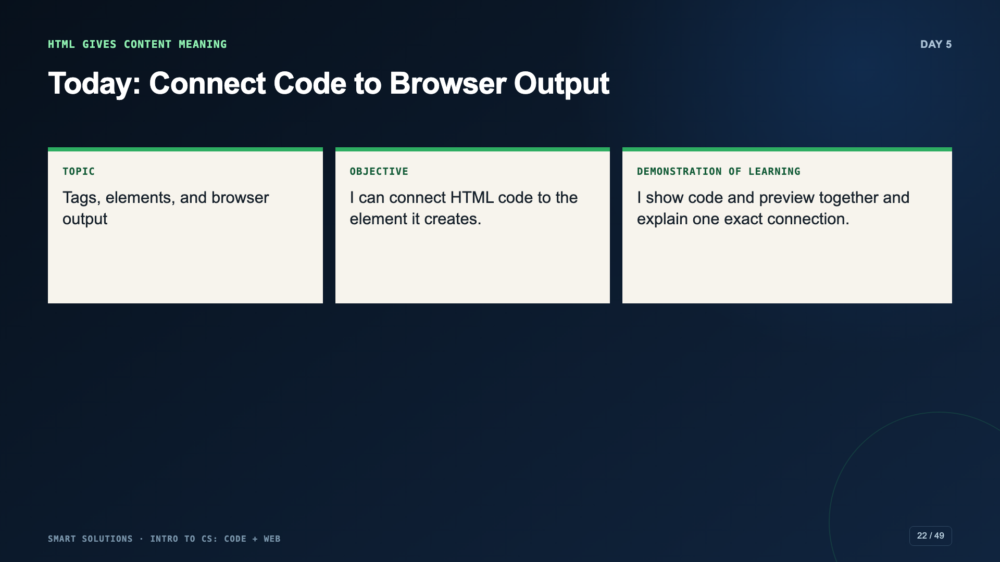 HTML GIVES CONTENT MEANING
DAY 5
Today: Connect Code to Browser Output
TOPIC
Tags, elements, and browser
output
OBJECTIVE
I can connect HTML code to the
element it creates.
DEMONSTRATION OF LEARNING
I show code and preview together and
explain one exact connection.
SMART SOLUTIONS · INTRO TO CS: CODE + WEB
22 / 49